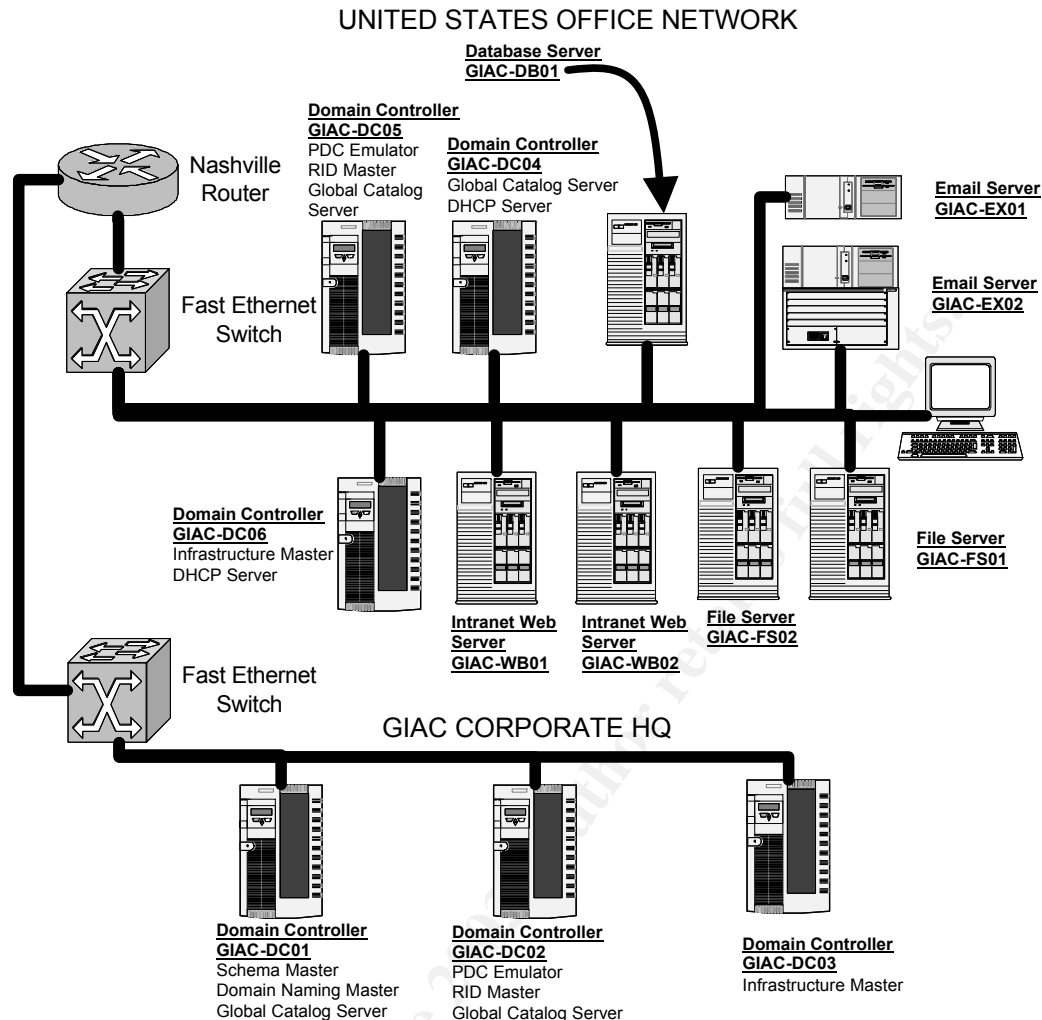 UNITED STATES OFFICE NETWORK
Database Server
GIAC-DB01
Domain Controller
GIAC-DC05
PDC Emulator
RID Master
Global Catalog
Server
Domain Controller
GIAC-DC04
Global Catalog Server
DHCP Server
Nashville
Router
Email Server
GIAC-EX01
Fast Ethernet
Switch
Email Server
GIAC-EX02
Domain Controller
GIAC-DC06
Infrastructure Master
DHCP Server
File Server
GIAC-FS01
Intranet Web
Server
GIAC-WB01
Intranet Web
Server
GIAC-WB02
File Server
GIAC-FS02
Fast Ethernet
Switch
GIAC CORPORATE HQ
Domain Controller
GIAC-DC01
Schema Master
Domain Naming Master
Global Catalog Server
Domain Controller
GIAC-DC02
PDC Emulator
RID Master
Global Catalog Server
Domain Controller
GIAC-DC03
Infrastructure Master